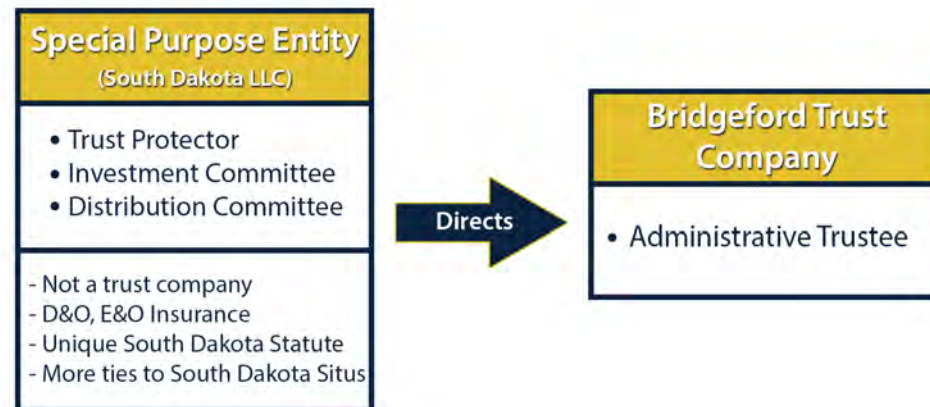 Special Purpose Entity
(South Dakota LLC)
• Trust Protector
• Investment Committee
• Distribution Committee
- Not a trust company
- D&O, E&O Insurance
- Unique South Dakota Statute
- More ties to South Dakota Situs
Directs
Bridgeford Trust
Company
• Administrative Trustee